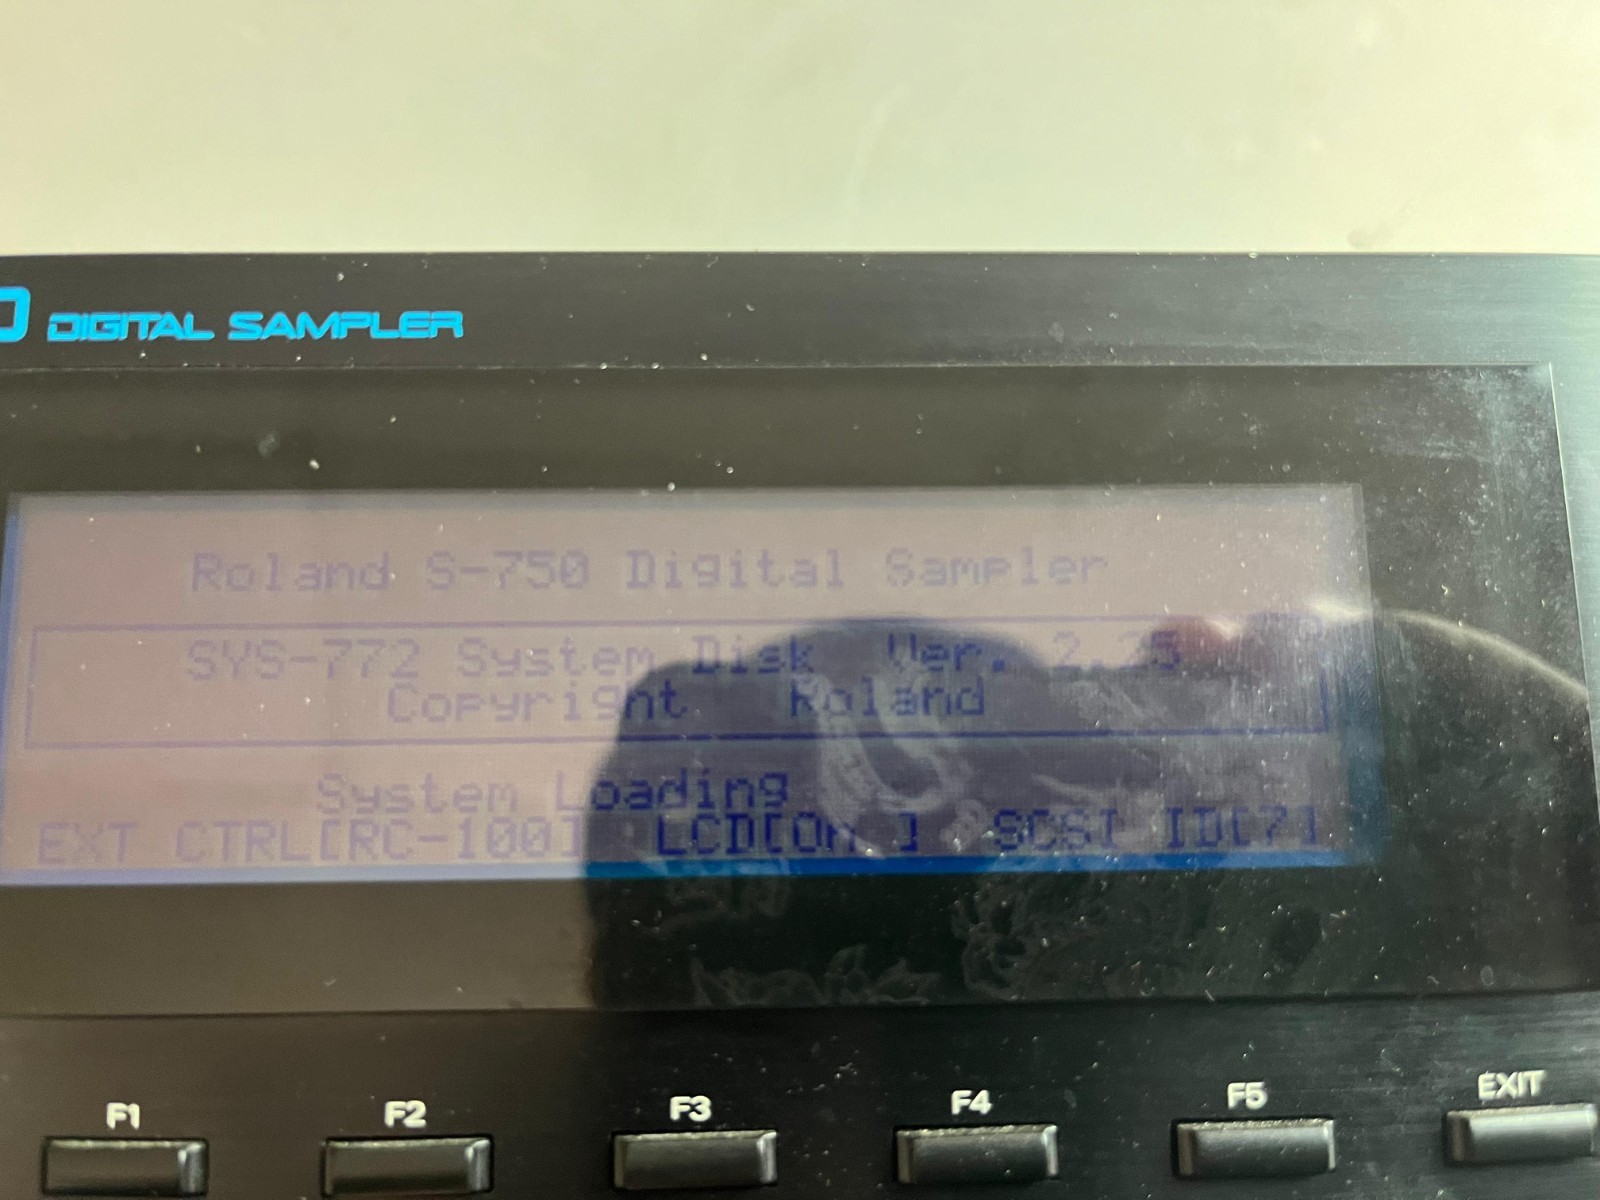 DIGITAL SAMPLER
Roland S-750 Digital Sampler
SYS-772 System Disk Ver. 2.25
Copyright Roland
System Loading
EXT CTRL[RC-100] LCD[On ] SCSI ID[7]
F1 F2 F3 F4 F5 EXIT